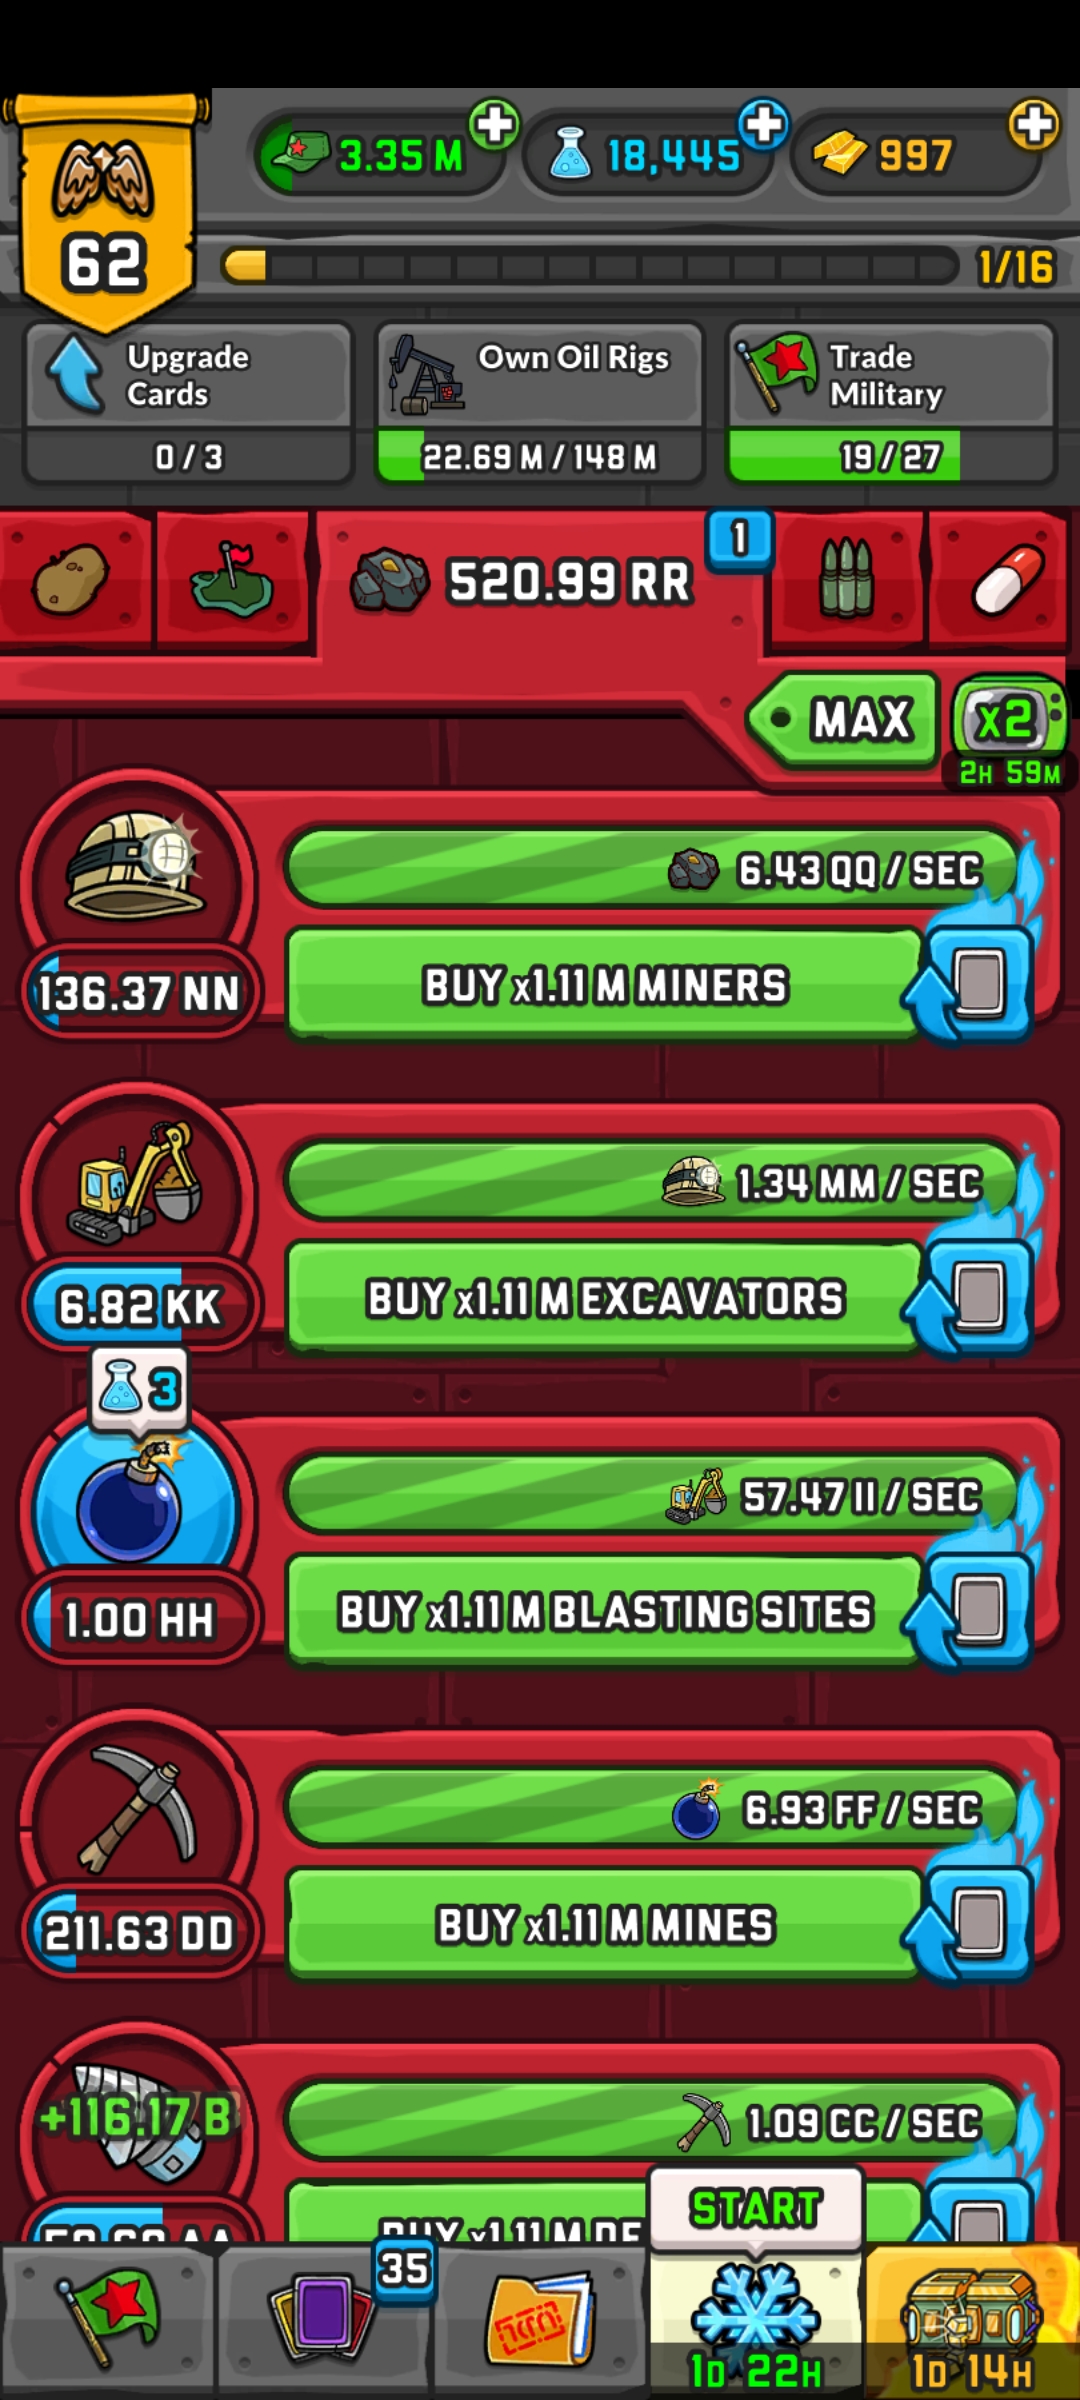 3.35 M
18,445
997
62
1/16
Upgrade
Cards
0 / 3
Own Oil Rigs
22.69 M / 148 M
Trade
Military
19 / 27
520.99 RR
1
MAX
x2
2H 59M
6.43 QQ / SEC
136.37 NN
BUY x1.11 M MINERS
1.34 MM / SEC
6.82 KK
BUY x1.11 M EXCAVATORS
3
57.47 II / SEC
1.00 HH
BUY x1.11 M BLASTING SITES
6.93 FF / SEC
211.63 DD
BUY x1.11 M MINES
+116.17 B
1.09 CC / SEC
BUY x1.11 M
START
35
1D 22H
1D 14H